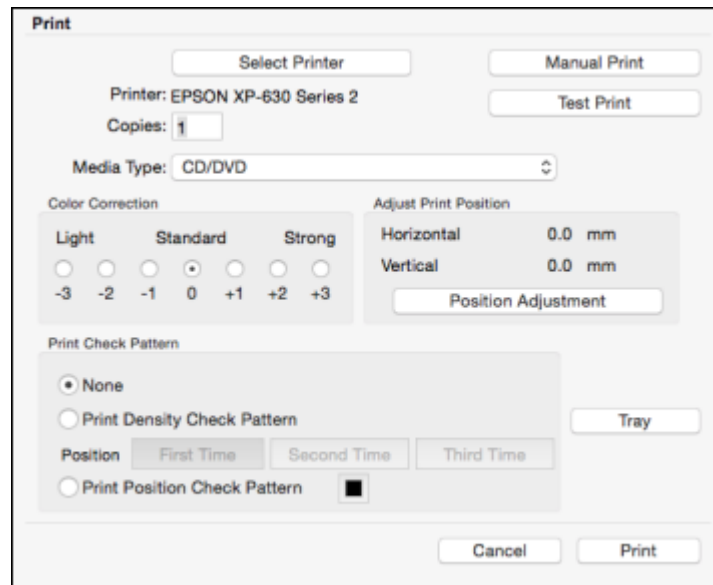 Print
Select Printer
Manual Print
Printer: EPSON XP-630 Series 2
Test Print
Copies: 1
Media Type: CD/DVD
Color Correction
Adjust Print Position
Light Standard Strong
Horizontal 0.0 mm
Vertical 0.0 mm
-3 -2 -1 0 +1 +2 +3
Position Adjustment
Print Check Pattern
None
Print Density Check Pattern
Tray
Position First Time Second Time Third Time
Print Position Check Pattern
Cancel Print